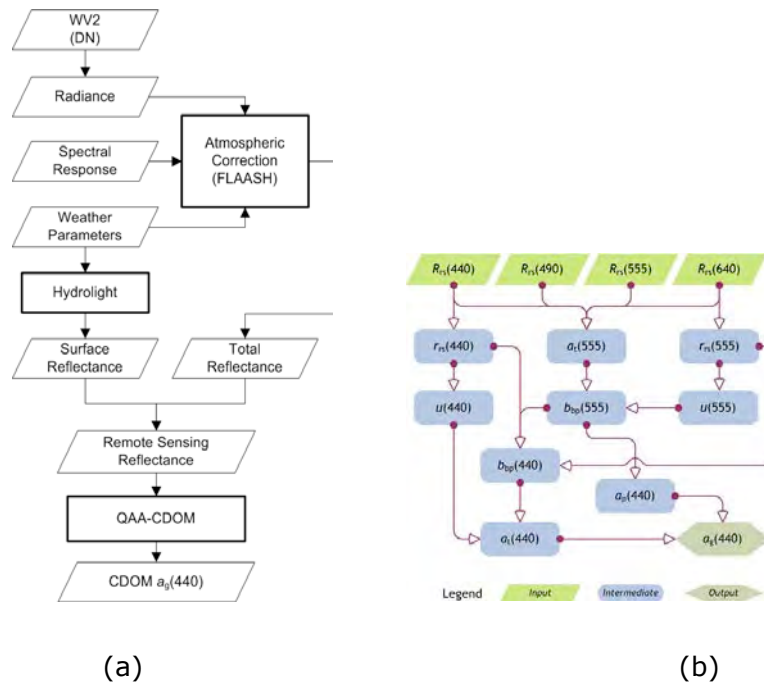 WV2
(DN)
Radiance
Spectral
Response
Atmospheric
Correction
(FLAASH)
Weather
Parameters
Hydrolight
Surface
Reflectance
Total
Reflectance
Remote Sensing
Reflectance
QAA-CDOM
CDOM ag(440)
(a)
Rrs(440)
Rrs(490)
Rrs(555)
Rrs(640)
rrs(440)
at(555)
rrs(555)
u(440)
bbp(555)
u(555)
bbp(440)
ap(440)
at(440)
ag(440)
Legend
Input
Intermediate
Output
(b)